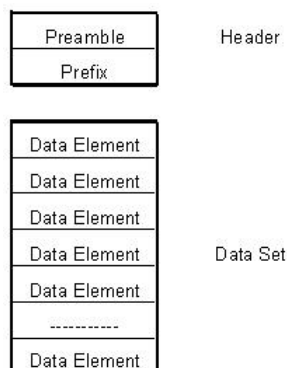 Preamble Header
Prefix
Data Element
Data Element
Data Element
Data Element Data Set
Data Element
-----------
Data Element